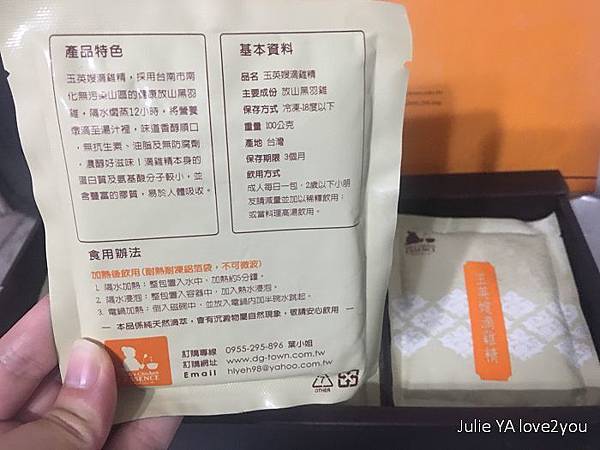 產品特色
玉英嫂滴雞精，採用台南市南
化無污染山區的健康放山黑羽
雞，隔水燜蒸12小時，將營養
燉滴至湯汁裡，味道香醇順口
，無抗生素、油脂及無防腐劑
，濃醇好滋味！滴雞精本身的
蛋白質及氨基酸分子較小，並
含豐富的膠質，易於人體吸收。
基本資料
品名 玉英嫂滴雞精
主要成份 放山黑羽雞
保存方式 冷凍-18度以下
重量 100公克
產地 台灣
保存期限 3個月
飲用方式
成人每日一包，2歲以下小朋
友請減量並加以稀釋飲用；
或當料理高湯飲用。
食用辦法
加熱後飲用(耐熱耐凍鋁箔袋，不可微波)
1. 隔水加熱：整包置入水中，加熱約5分鐘。
2. 隔水浸泡：整包置入容器中，加入熱水浸泡。
3. 電鍋加熱：倒入磁碗中，並放入電鍋內加半碗水跳起。
— 本品係純天然滴萃，會有沉澱物屬自然現象，敬請安心飲用 —
訂購專線 0955-295-896 葉小姐
訂購網址 www.dg-town.com.tw
Email hlyeh98@yahoo.com.tw
Chicken
ESSENCE
7
OTHER
ESSENCE
玉英嫂滴雞精
Julie YA love2you